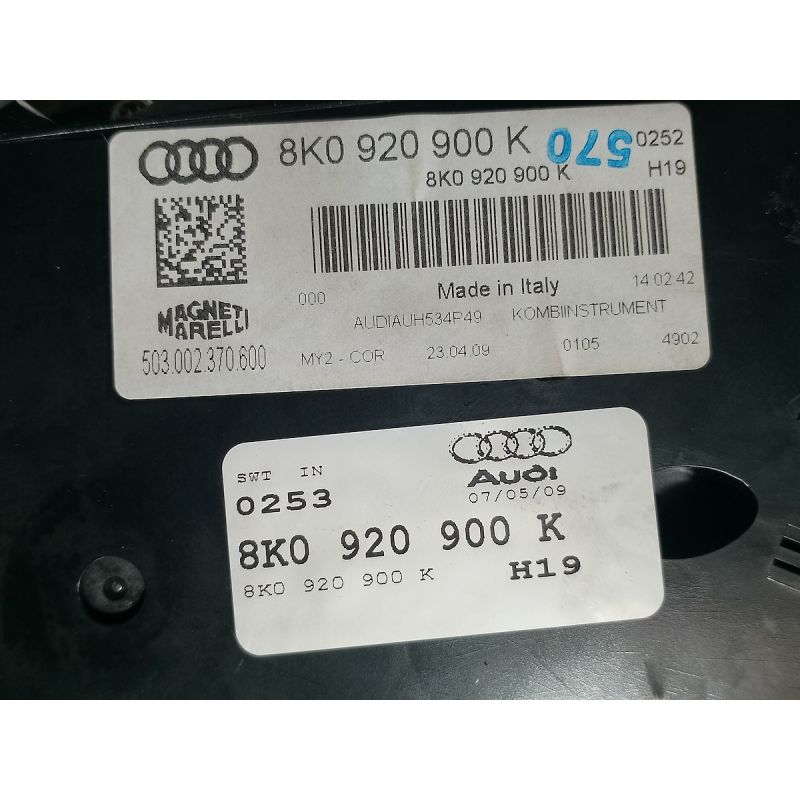 8K0 920 900 K 570 0252
8K0 920 900 K H19
MAGNETI
MARELLI
503.002.370.600
000 Made in Italy 14:02:42
AUDIAUH534P49 KOMBIINSTRUMENT
MY2 - COR 23.04.09 0105 4902
SWT IN
0253
Audi
07/05/09
8K0 920 900 K
8K0 920 900 K H19